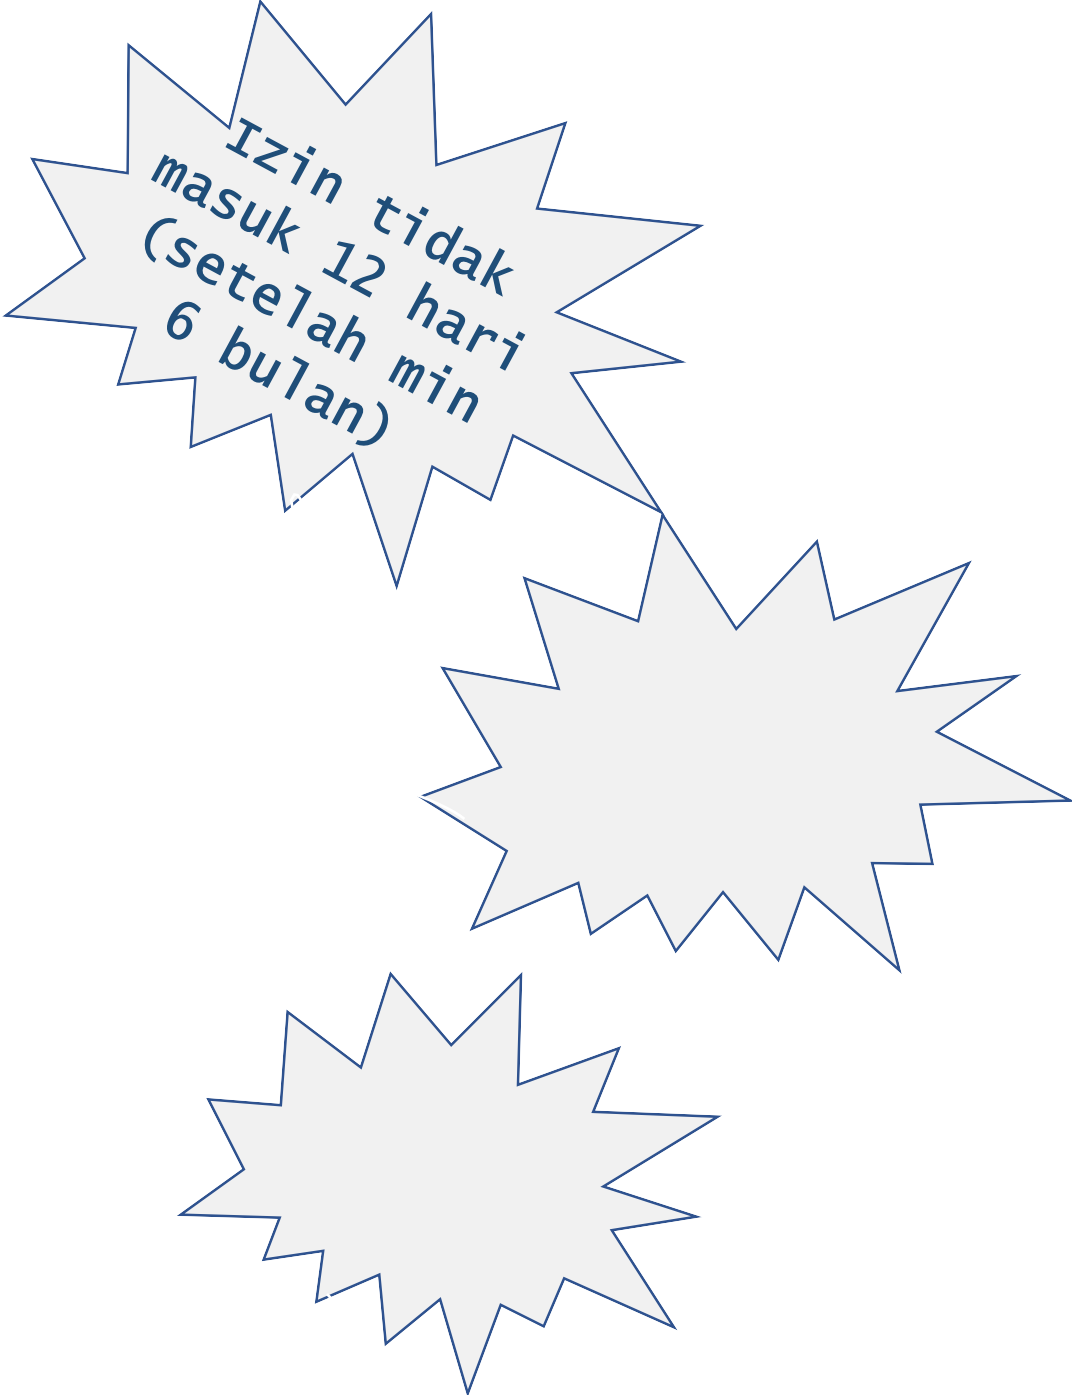 Izin tidak
masuk 12 hari
(setelah min
6 bulan)